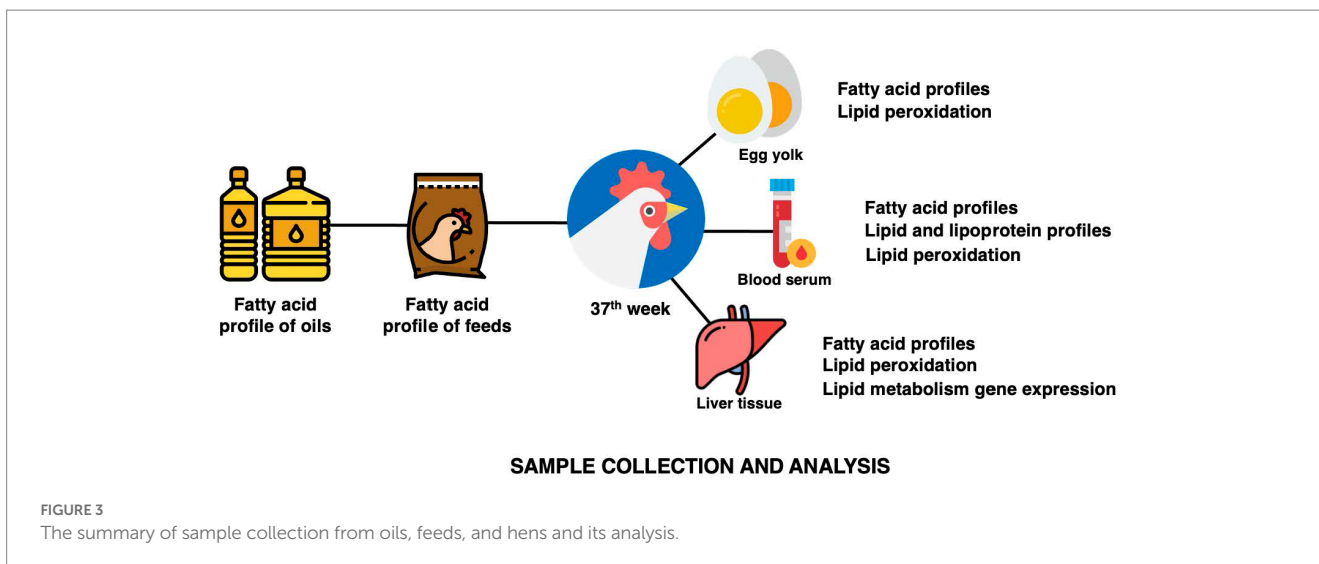 Fatty acid profiles
Lipid peroxidation
Egg yolk
Fatty acid profiles
Lipid and lipoprotein profiles
Lipid peroxidation
Blood serum
Fatty acid
profile of oils
Fatty acid
profile of feeds
37th week
Fatty acid profiles
Lipid peroxidation
Lipid metabolism gene expression
Liver tissue
SAMPLE COLLECTION AND ANALYSIS
FIGURE 3
The summary of sample collection from oils, feeds, and hens and its analysis.